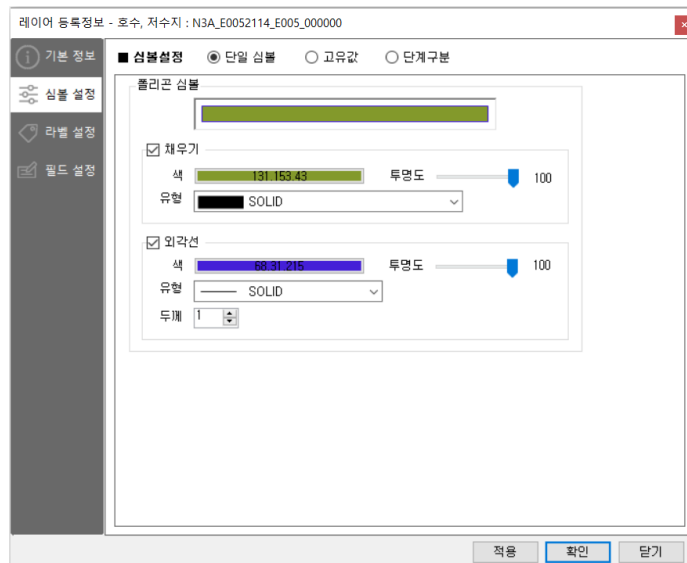 레이어 등록정보 - 호수, 저수지 : N3A_E0052114_E005_000000
기본 정보
심볼 설정
라벨 설정
필드 설정
■ 심볼설정 단일 심볼 고유값 단계구분
폴리곤 심볼
채우기
색 131.153.43 투명도 100
유형 SOLID
외곽선
색 68.31.215 투명도 100
유형 SOLID
두께 1
적용 확인 닫기